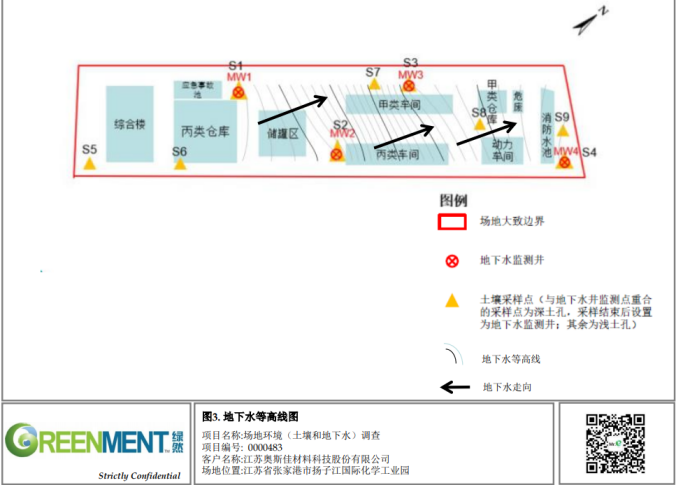 N
S1
MW1
S3
MW3
S7
应急事故
池
甲类车间
甲
类
仓
库
危
库
综合楼
丙类仓库
储罐区
S2
MW2
S8
消
防
水
池
S9
动力
车间
丙类车间
S5
S6
MW4
S4
图例
场地大致边界
地下水监测井
土壤采样点（与地下水井监测点重合
的采样点为深土孔，采样结束后设置
为地下水监测井；其余为浅土孔）
地下水等高线
地下水走向
GREENMENT 绿然
Strictly Confidential
图3. 地下水等高线图
项目名称:场地环境（土壤和地下水）调查
项目编号: 0000483
客户名称:江苏奥斯佳材料科技股份有限公司
场地位置:江苏省张家港市扬子江国际化学工业园